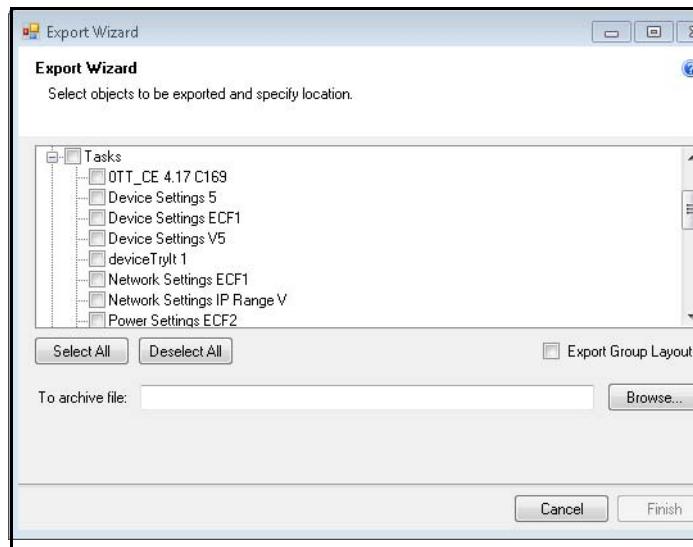 Export Wizard
Export Wizard
Select objects to be exported and specify location.
Tasks
0TT_CE 4.17 C169
Device Settings 5
Device Settings ECF1
Device Settings V5
deviceTryIt 1
Network Settings ECF1
Network Settings IP Range V
Power Settings ECF2
Select All
Deselect All
Export Group Layout
To archive file:
Browse...
Cancel
Finish